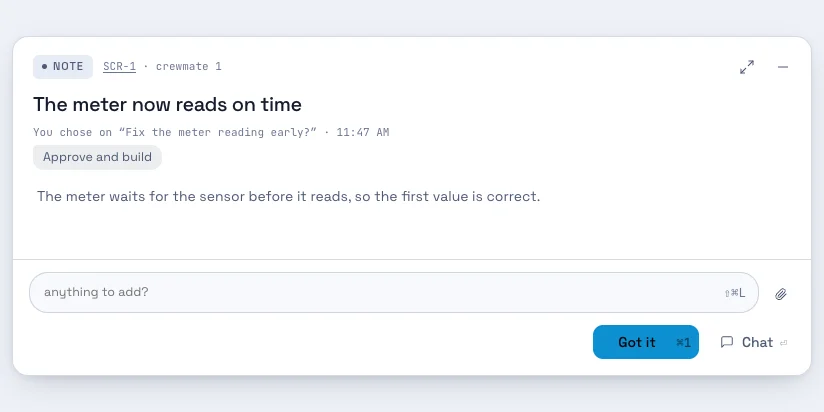 NOTE SCR-1 · crewmate 1
The meter now reads on time
You chose on “Fix the meter reading early?” · 11:47 AM
Approve and build
The meter waits for the sensor before it reads, so the first value is correct.
anything to add? ⇧⌘L
Got it ⌘1 Chat ⏎